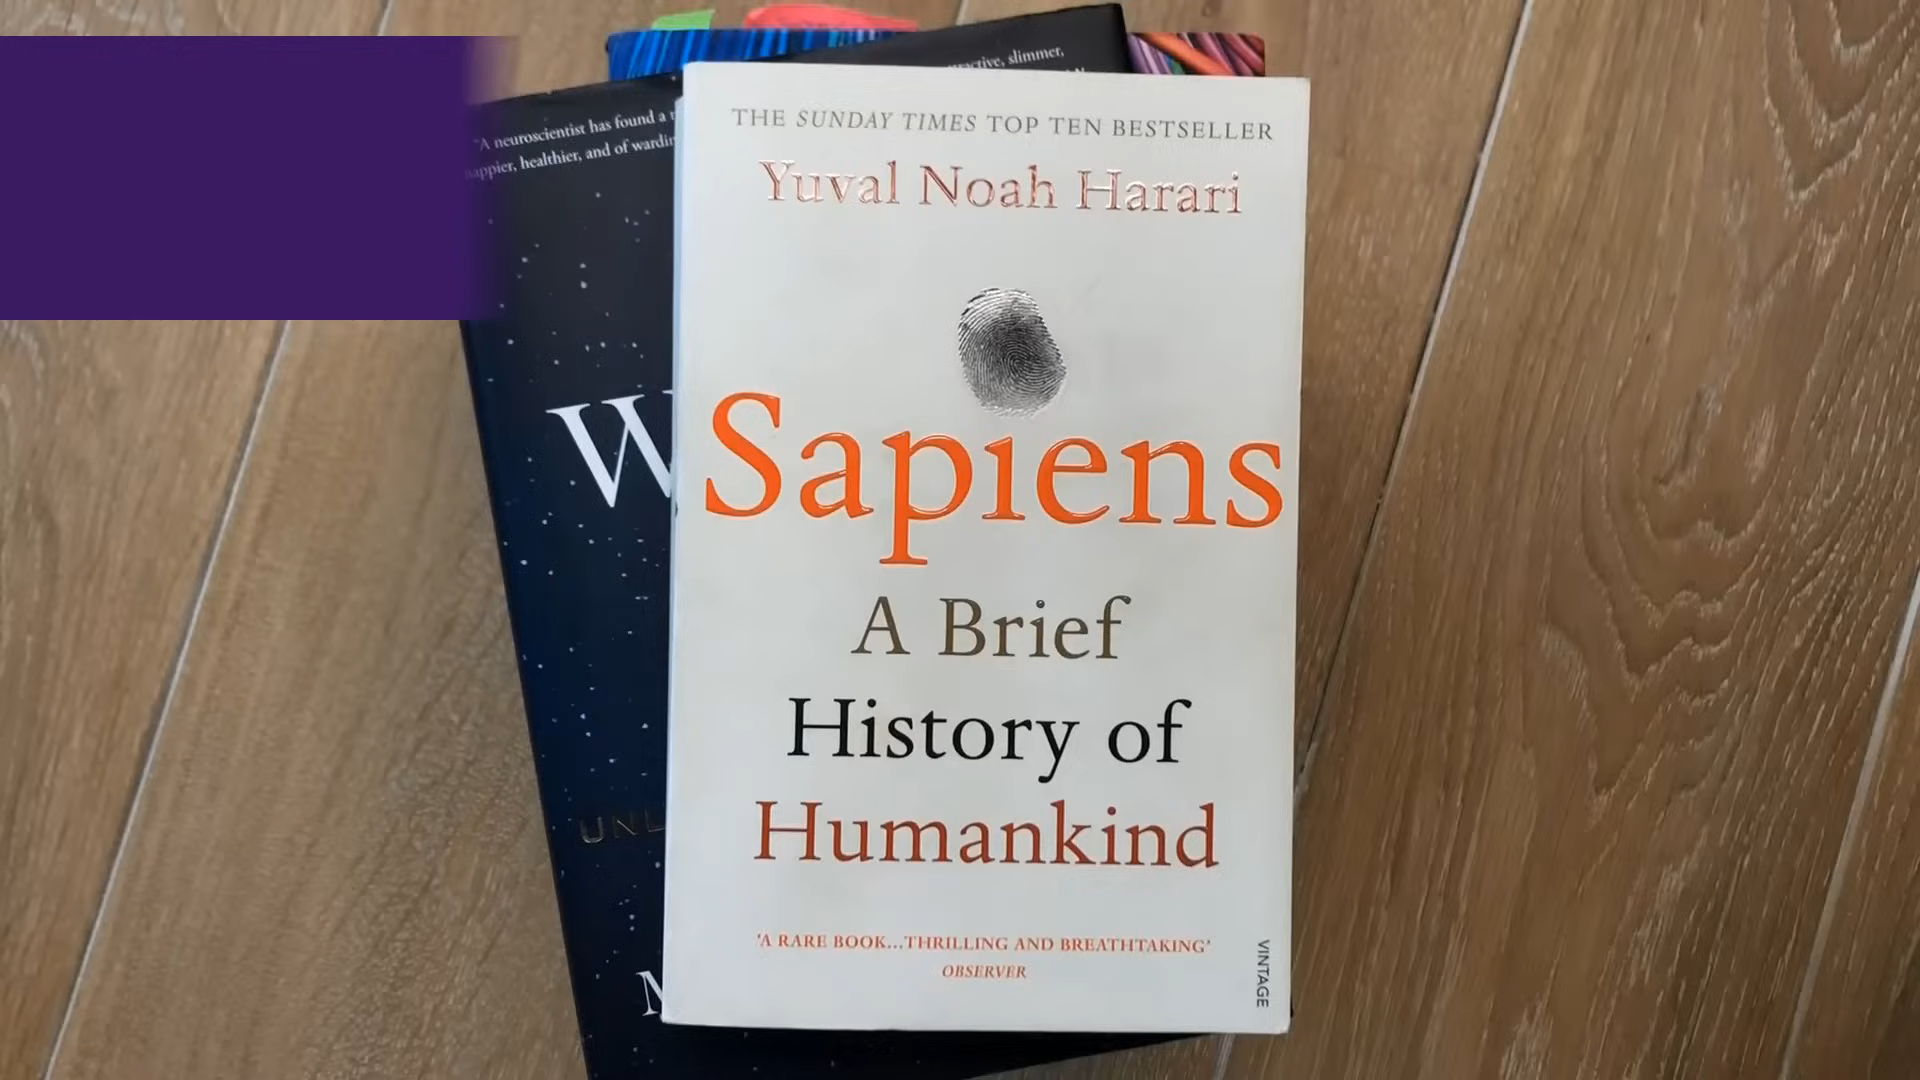 active, slimmer,
"A neuroscientist has found a
happier, healthier, and of
W
UNL
M
THE SUNDAY TIMES TOP TEN BESTSELLER
Yuval Noah Harari
Sapiens
A Brief
History of
Humankind
'A RARE BOOK...THRILLING AND BREATHTAKING'
OBSERVER
VINTAGE